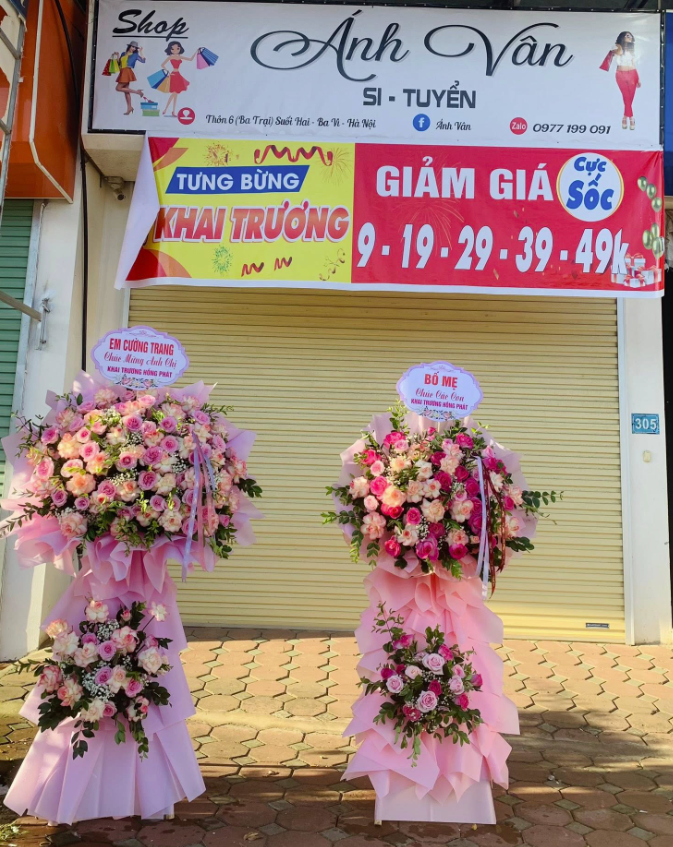 Shop
Ánh Vân
SI - TUYỂN
Thôn 6 (Ba Trại) Suối Hai - Ba Vì - Hà Nội
Ánh Vân
Zalo
0977 199 091
TƯNG BỪNG
KHAI TRƯƠNG
GIẢM GIÁ
CỰC
SỐC
9 - 19 - 29 - 39 - 49k
EM CƯỜNG TRANG
Chúc Mừng Anh Chị
KHAI TRƯƠNG HỒNG PHÁT
BỐ MẸ
Chúc Các Con
KHAI TRƯƠNG HỒNG PHÁT
305